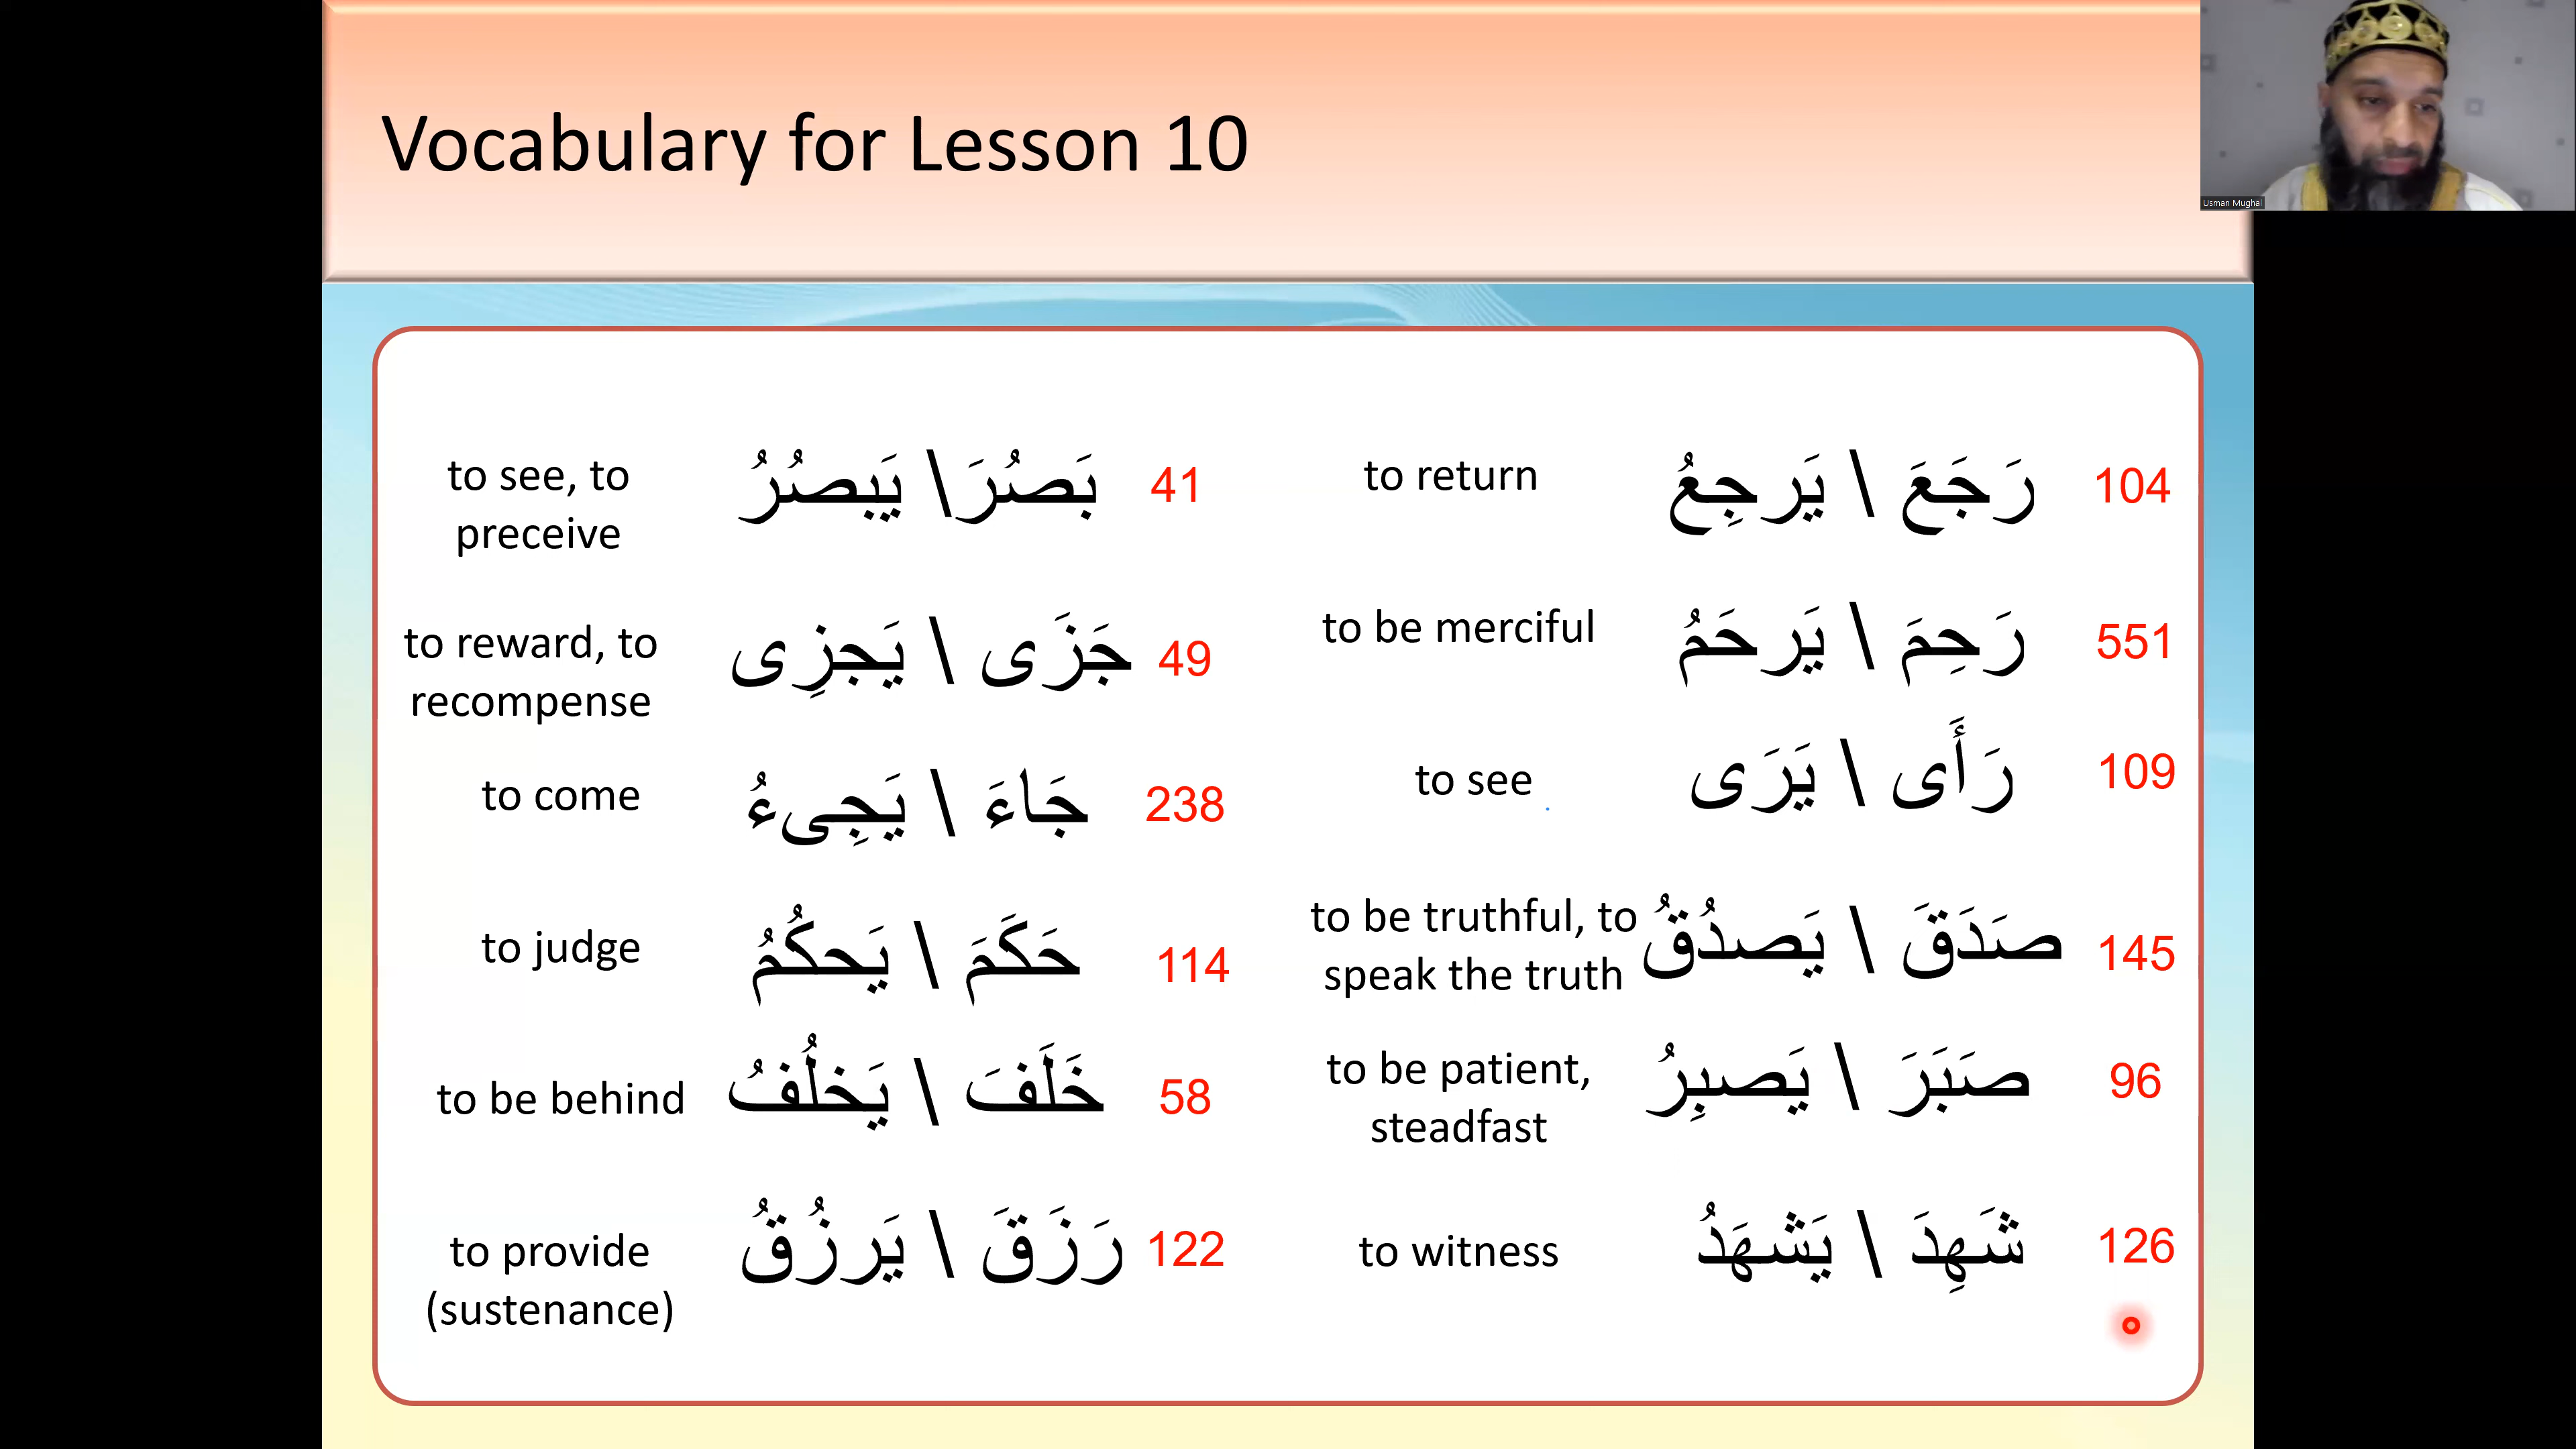 Vocabulary for Lesson 10
Usman Mughal
to return رَجَعَ \ يَرجِعُ 104
to be merciful رَحِمَ \ يَرحَمُ 551
to see رَأَى \ يَرَى 109
to be truthful, to
speak the truth صَدَقَ \ يَصدُقُ 145
to be patient,
steadfast صَبَرَ \ يَصبِرُ 96
to witness شَهِدَ \ يَشهَدُ 126
to see, to
preceive بَصُرَ \ يَبصُرُ 41
to reward, to
recompense جَزَى \ يَجزِى 49
to come جَاءَ \ يَجِىءُ 238
to judge حَكَمَ \ يَحكُمُ 114
to be behind خَلَفَ \ يَخلُفُ 58
to provide
(sustenance) رَزَقَ \ يَرزُقُ 122